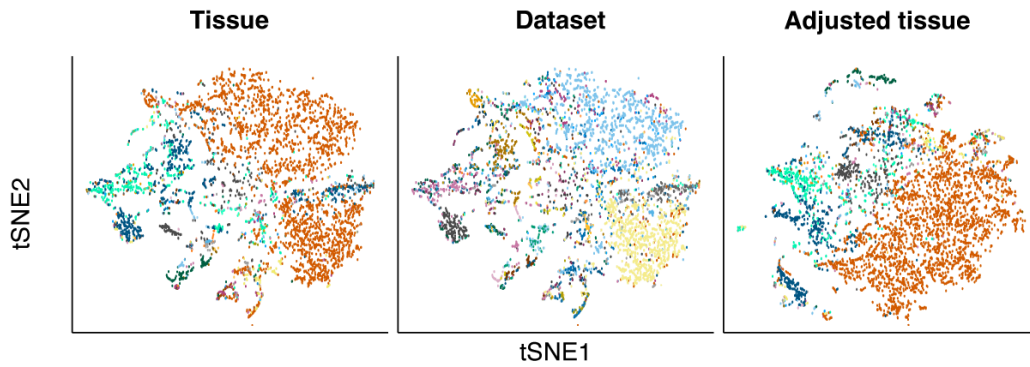 Tissue
Dataset
Adjusted tissue
tSNE2
tSNE1